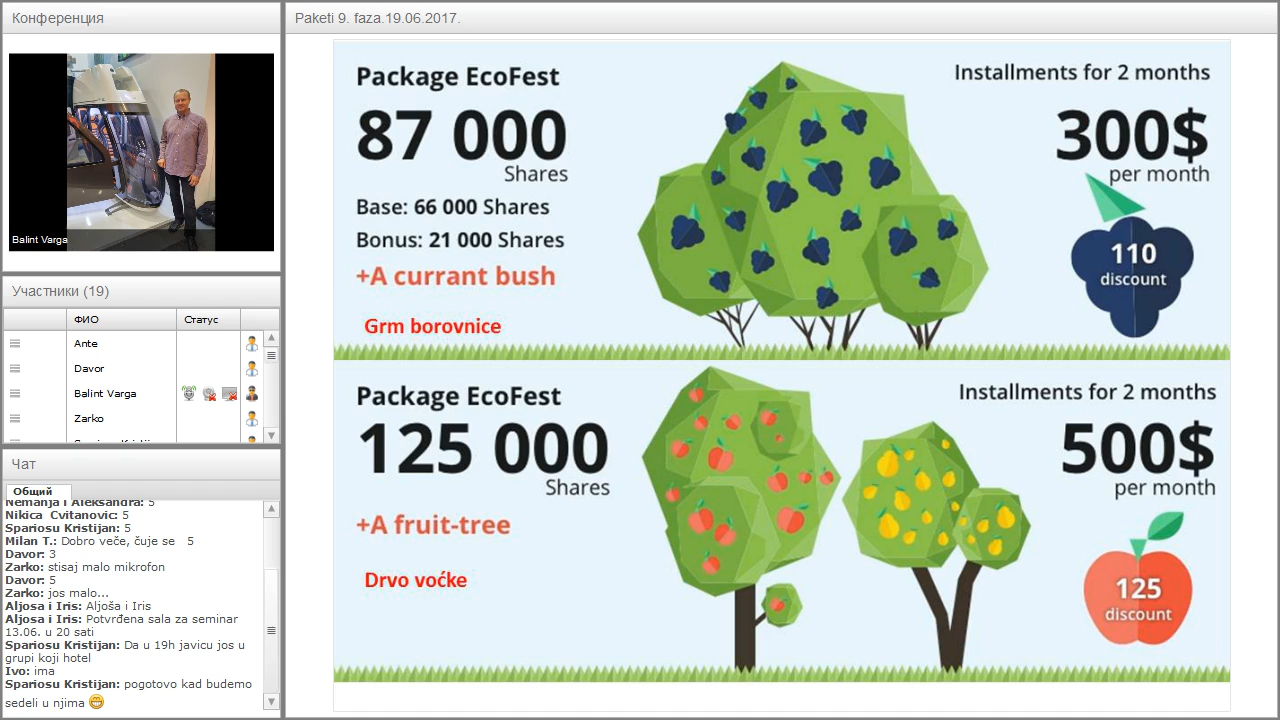 Конференция
Balint Varga
Участники (19)
ФИО
Статус
Ante
Davor
Balint Varga
Zarko
Чат
Общий
Nemanja i Aleksandra: 5
Nikica Cvitanovic: 5
Spariosu Kristijan: 5
Milan T.: Dobro veče, čuje se 5
Davor: 3
Zarko: stisaj malo mikrofon
Davor: 5
Zarko: jos malo...
Aljosa i Iris: Aljoša i Iris
Aljosa i Iris: Potvrđena sala za seminar
13.06. u 20 sati
Spariosu Kristijan: Da u 19h javicu jos u
grupi koji hotel
Ivo: ima
Spariosu Kristijan: pogotovo kad budemo
sedeli u njima
Paketi 9. faza.19.06.2017.
Package EcoFest
87 000
Shares
Base: 66 000 Shares
Bonus: 21 000 Shares
+A currant bush
Grm borovnice
Installments for 2 months
300$
per month
110
discount
Package EcoFest
125 000
Shares
+A fruit-tree
Drvo voćke
Installments for 2 months
500$
per month
125
discount